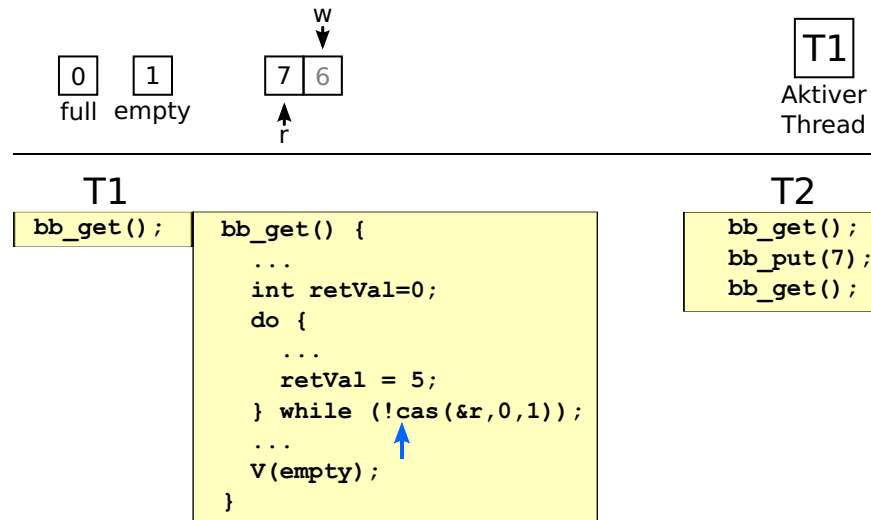 w
0 1 7 6 T1
full empty Aktiver
r Thread
T1 T2
bb_get();
bb_get() {
...
int retVal=0;
do {
...
retVal = 5;
} while (!cas(&r,0,1));
...
V(empty);
}
bb_get();
bb_put(7);
bb_get();